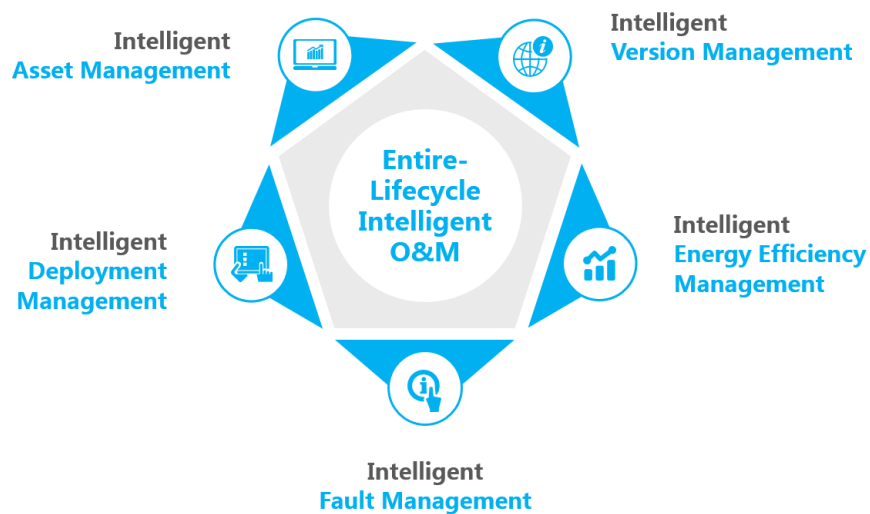 Intelligent
Asset Management
Intelligent
Version Management
Entire-
Lifecycle
Intelligent
O&M
Intelligent
Deployment
Management
Intelligent
Energy Efficiency
Management
Intelligent
Fault Management